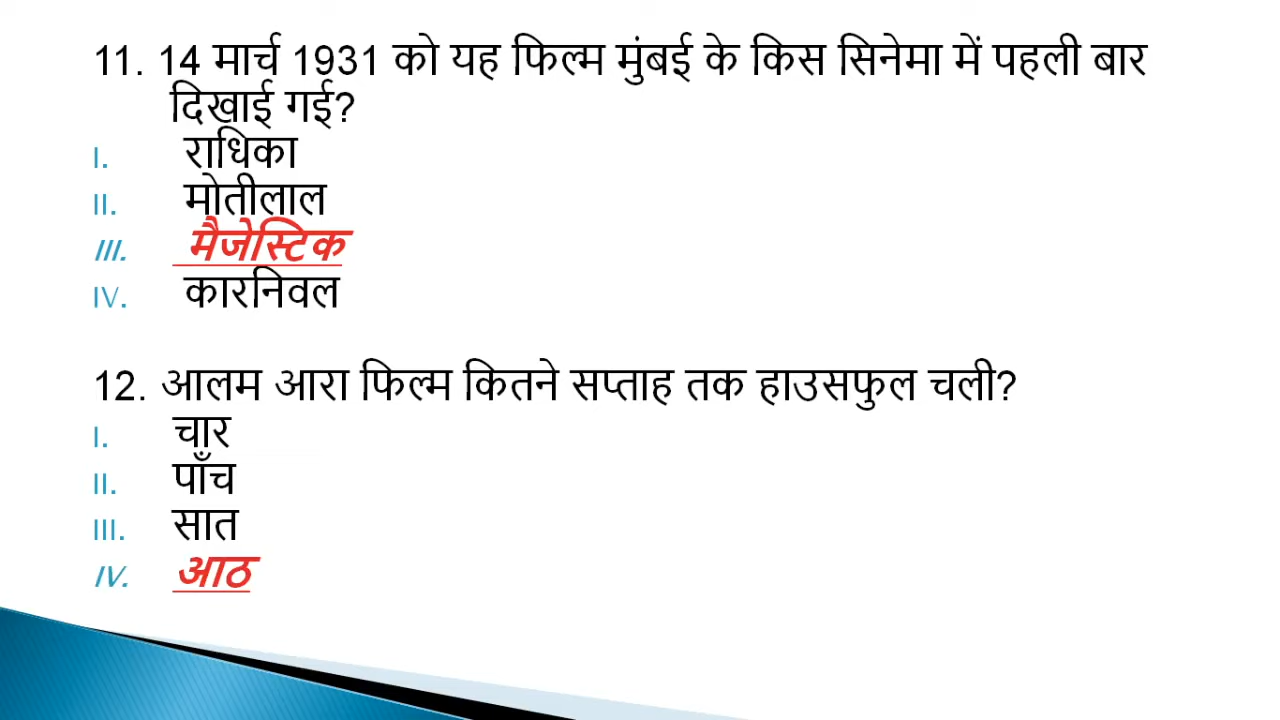 11. 14 मार्च 1931 को यह फिल्म मुंबई के किस सिनेमा में पहली बार
दिखाई गई?
I. राधिका
II. मोतीलाल
III. मैजेस्टिक
IV. कारनिवल
12. आलम आरा फिल्म कितने सप्ताह तक हाउसफुल चली?
I. चार
II. पाँच
III. सात
IV. आठ